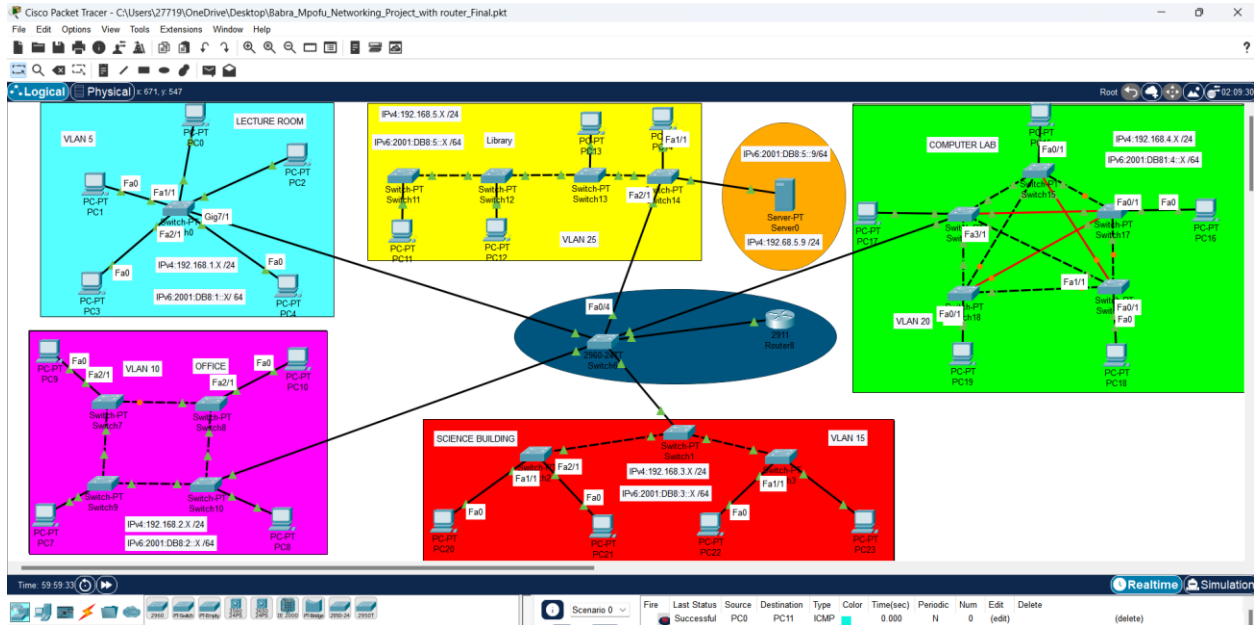 Cisco Packet Tracer - C:\Users\27719\OneDrive\Desktop\Babra_Mpofu_Networking_Project_with router_Final.pkt
File Edit Options View Tools Extensions Window Help
Logical Physical x: 671, y: 547
Root 02:09:30
VLAN 5
LECTURE ROOM
PC-PT
PC0
PC-PT
PC2
Fa0
Fa1/1
PC-PT
PC1
Gig7/1
Fa2/1
Fa0
Fa0
IPv4:192.168.1.X /24
IPv6:2001:DB8:1::X/ 64
PC-PT
PC3
PC-PT
PC4
IPv4:192.168.5.X /24
IPv6:2001:DB8:5::X /64
Library
PC-PT
Fa1/1
Switch-PT
Switch11
Switch-PT
Switch12
Switch-PT
Switch13
Fa2/1
VLAN 25
PC-PT
PC11
PC-PT
PC12
IPv6:2001:DB8:5::9/64
Server-PT
Server0
IPv4:192.68.5.9 /24
COMPUTER LAB
PC-PT
Fa0/1
IPv4:192.168.4.X /24
IPv6:2001:DB81:4::X /64
Switch-PT
Switch15
Fa0/1
Fa0
PC-PT
PC17
Fa3/1
Switch-PT
Switch17
PC-PT
PC16
Fa1/1
Switch-PT
VLAN 20
Fa0/1
Fa0/1
Fa0
PC-PT
PC19
PC-PT
PC18
Fa0/4
2960-24TT
2911
Router8
PC-PT
PC9
Fa0
Fa2/1
VLAN 10
OFFICE
Fa2/1
Fa0
PC-PT
PC10
Switch-PT
Switch7
Switch-PT
Switch8
Switch-PT
Switch9
Switch-PT
Switch10
IPv4:192.168.2.X /24
IPv6:2001:DB8:2::X /64
PC-PT
PC7
PC-PT
PC8
SCIENCE BUILDING
VLAN 15
Switch-PT
Switch1
Fa2/1
Fa1/1
IPv4:192.168.3.X /24
IPv6:2001:DB8:3::X /64
Fa1/1
Fa0
Fa0
Fa0
PC-PT
PC20
PC-PT
PC21
PC-PT
PC22
PC-PT
PC23
Time: 59:59:33
Realtime Simulation
Scenario 0
Fire Last Status Source Destination Type Color Time(sec) Periodic Num Edit Delete
Successful PC0 PC11 ICMP 0.000 N 0 (edit) (delete)